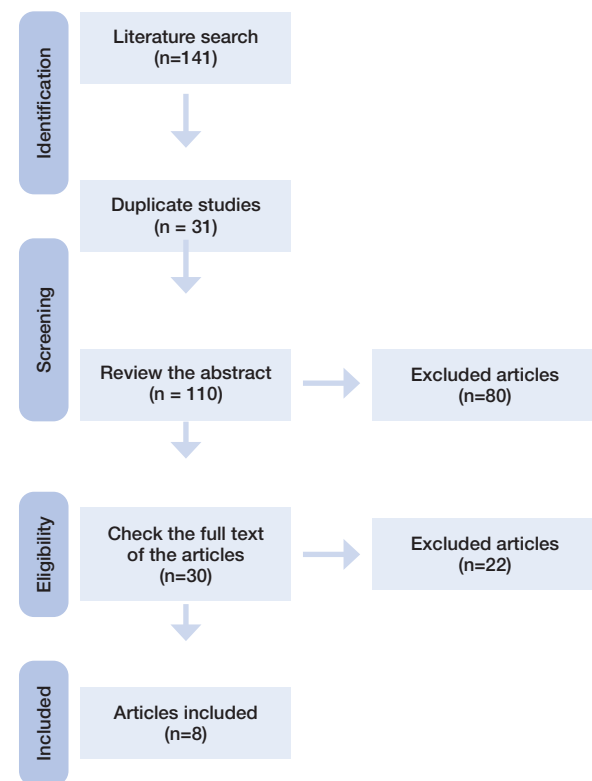 Identification
Literature search
(n=141)
Duplicate studies
(n = 31)
Screening
Review the abstract
(n = 110)
Excluded articles
(n=80)
Eligibility
Check the full text
of the articles
(n=30)
Excluded articles
(n=22)
Included
Articles included
(n=8)